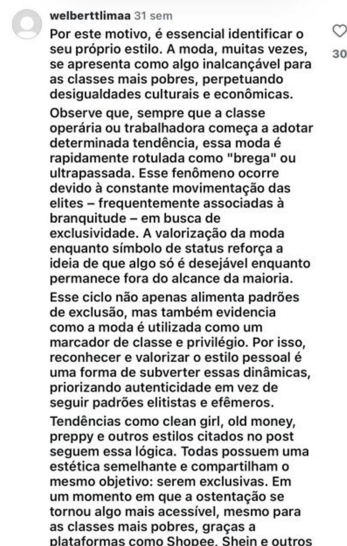 welberttlimaa 31 sem
Por este motivo, é essencial identificar o
seu próprio estilo. A moda, muitas vezes,
se apresenta como algo inalcançável para
as classes mais pobres, perpetuando
desigualdades culturais e econômicas.
30
Observe que, sempre que a classe
operária ou trabalhadora começa a adotar
determinada tendência, essa moda é
rapidamente rotulada como "brega" ou
ultrapassada. Esse fenômeno ocorre
devido à constante movimentação das
elites – frequentemente associadas à
branquitude – em busca de
exclusividade. A valorização da moda
enquanto símbolo de status reforça a
ideia de que algo só é desejável enquanto
permanece fora do alcance da maioria.
Esse ciclo não apenas alimenta padrões
de exclusão, mas também evidencia
como a moda é utilizada como um
marcador de classe e privilégio. Por isso,
reconhecer e valorizar o estilo pessoal é
uma forma de subverter essas dinâmicas,
priorizando autenticidade em vez de
seguir padrões elitistas e efêmeros.
Tendências como clean girl, old money,
preppy e outros estilos citados no post
seguem essa lógica. Todas possuem uma
estética semelhante e compartilham o
mesmo objetivo: serem exclusivas. Em
um momento em que a ostentação se
tornou algo mais acessível, mesmo para
as classes mais pobres, graças a
plataformas como Shopee, Shein e outros